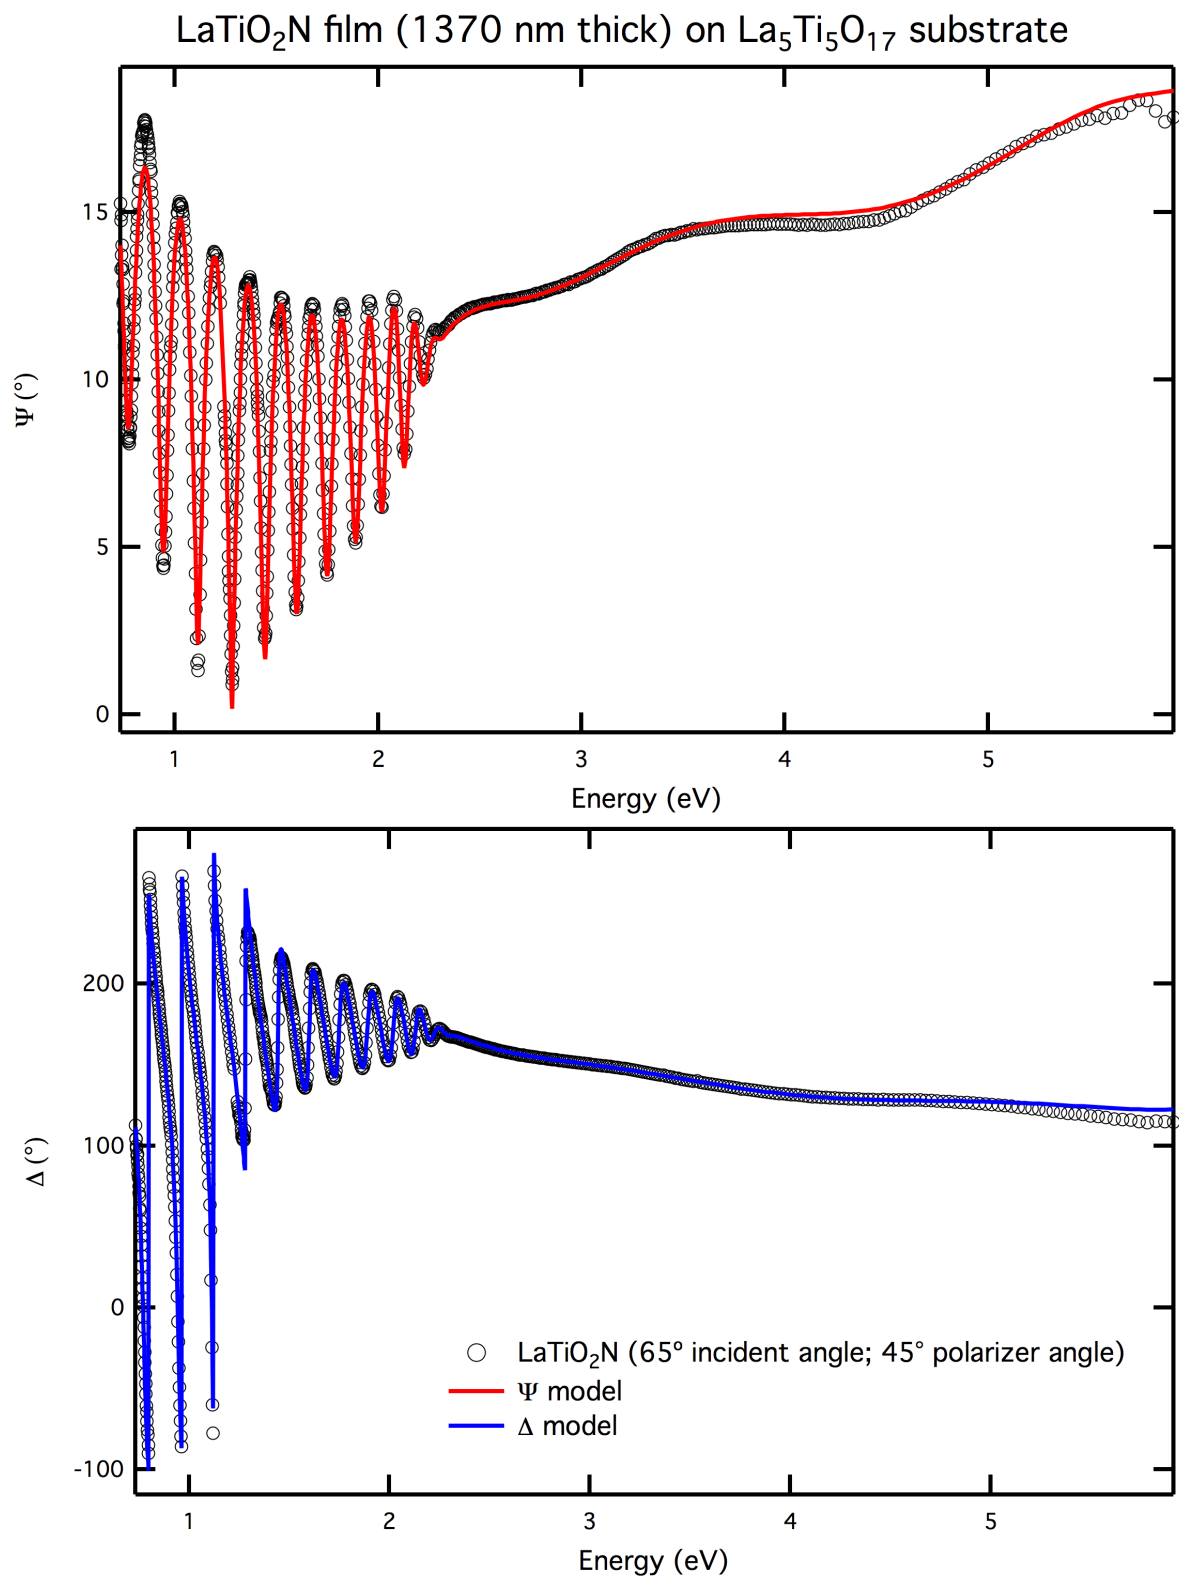 LaTiO₂N film (1370 nm thick) on La₅Ti₅O₁₇ substrate
15
10
5
0
Ψ (°)
1 2 3 4 5
Energy (eV)
200
100
0
-100
Δ (°)
LaTiO₂N (65º incident angle; 45° polarizer angle)
Ψ model
Δ model
1 2 3 4 5
Energy (eV)